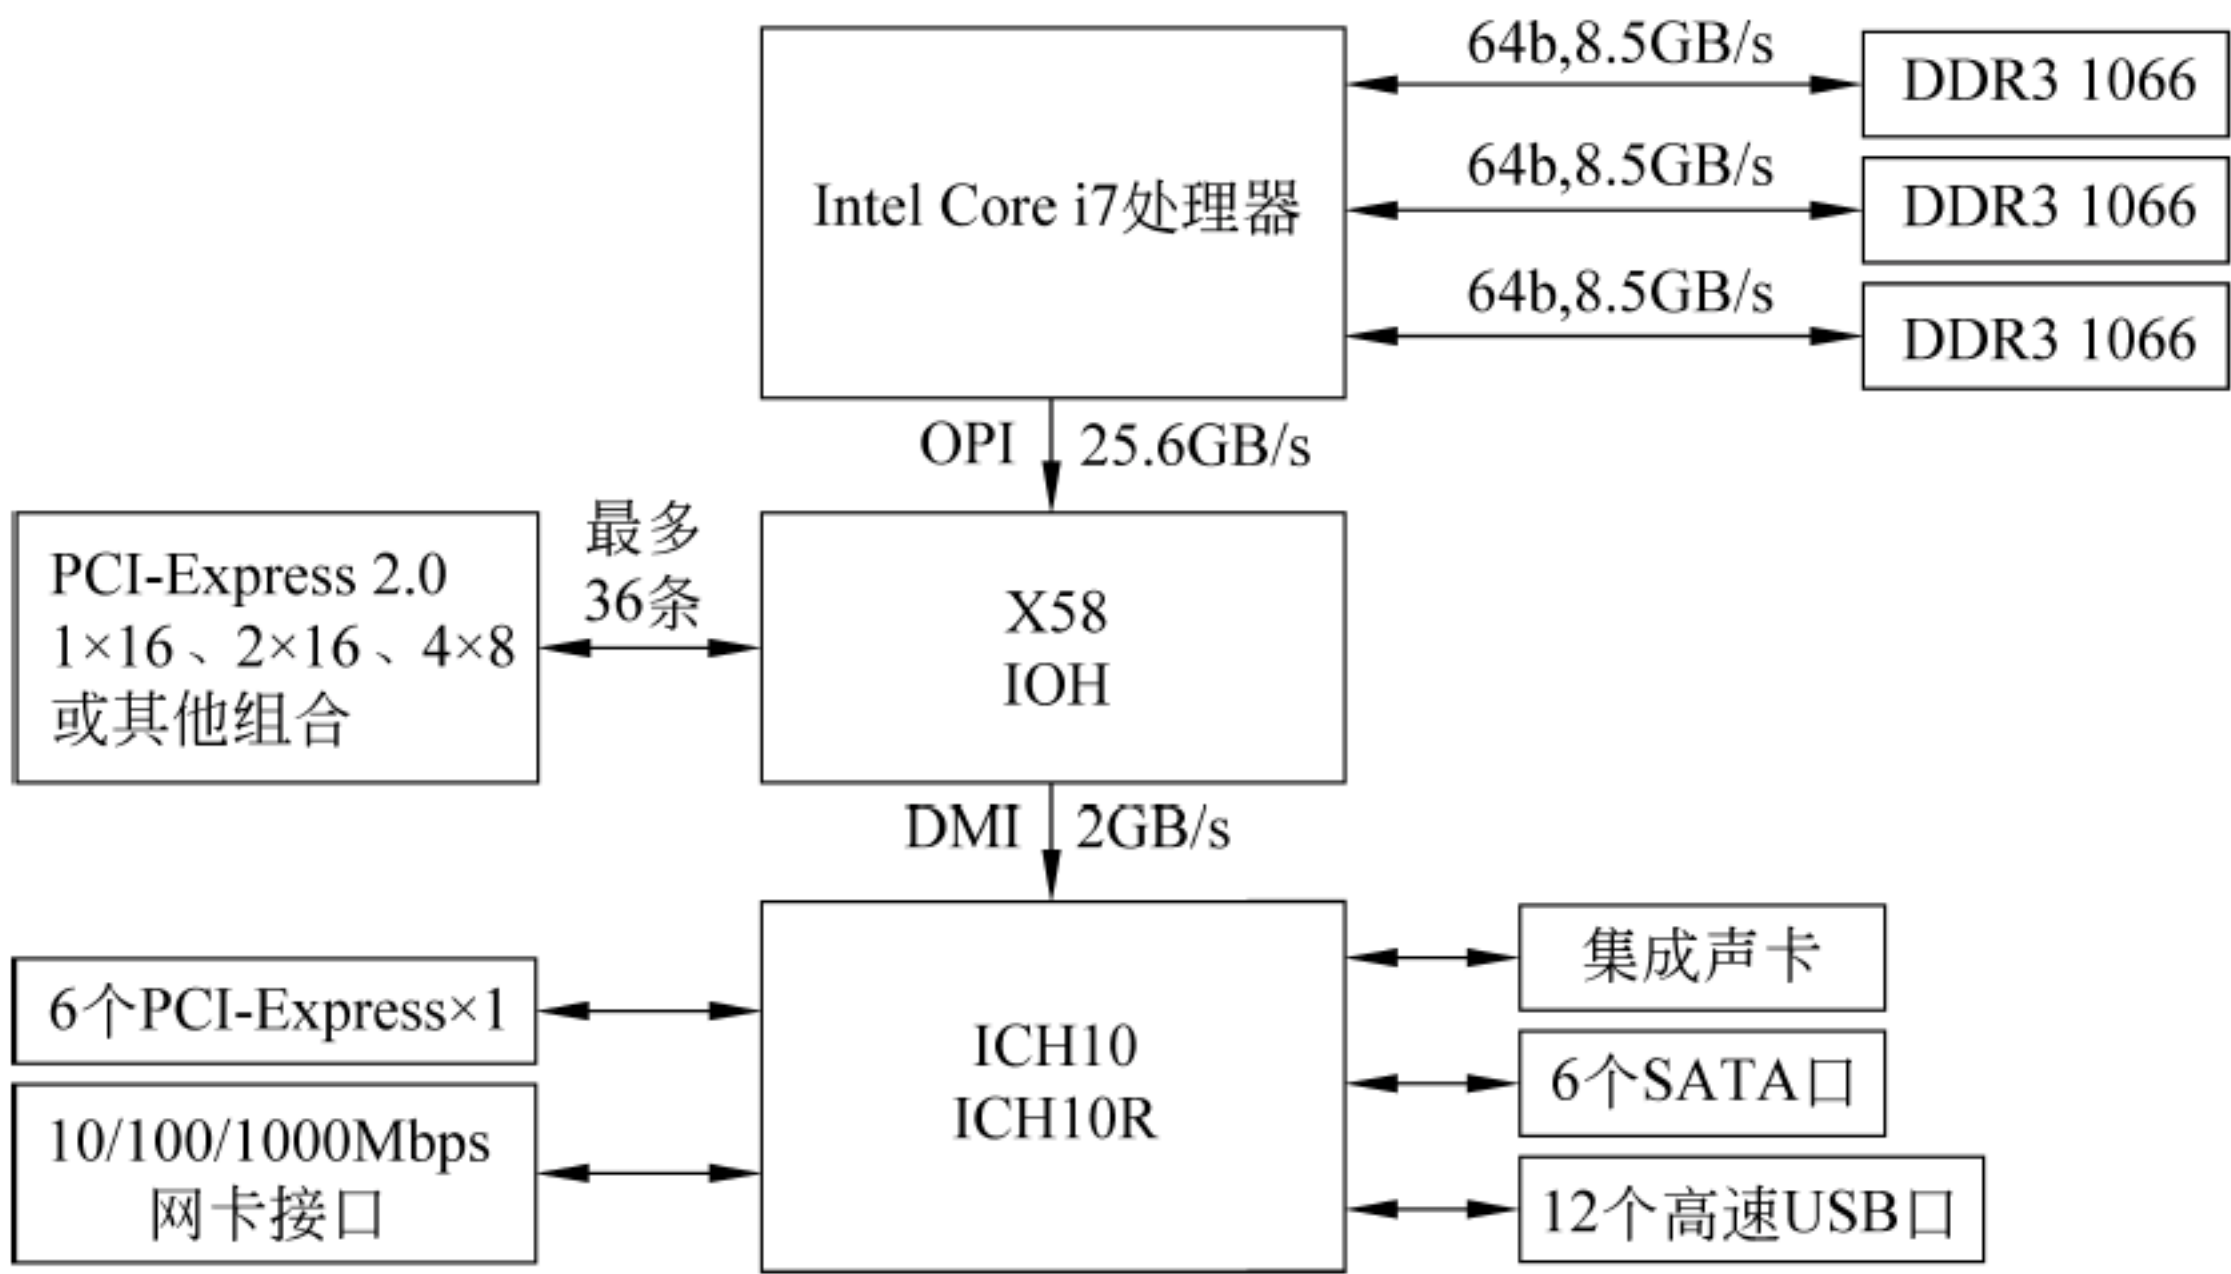 64b,8.5GB/s
DDR3 1066
64b,8.5GB/s
Intel Core i7处理器
DDR3 1066
64b,8.5GB/s
DDR3 1066
OPI
25.6GB/s
最多
36条
PCI-Express 2.0
1×16、2×16、4×8
或其他组合
X58
IOH
DMI
2GB/s
集成声卡
6个PCI-Express×1
ICH10
ICH10R
6个SATA口
10/100/1000Mbps
网卡接口
12个高速USB口